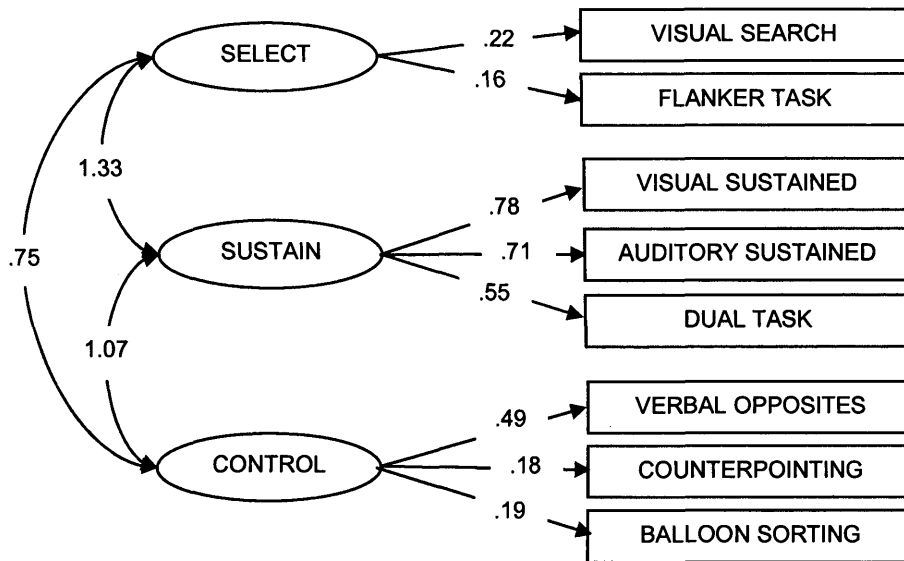 SELECT
.22
VISUAL SEARCH
.16
FLANKER TASK
1.33
.78
VISUAL SUSTAINED
.75
SUSTAIN
.71
AUDITORY SUSTAINED
.55
DUAL TASK
1.07
.49
VERBAL OPPOSITES
CONTROL
.18
COUNTERPOINTING
.19
BALLOON SORTING